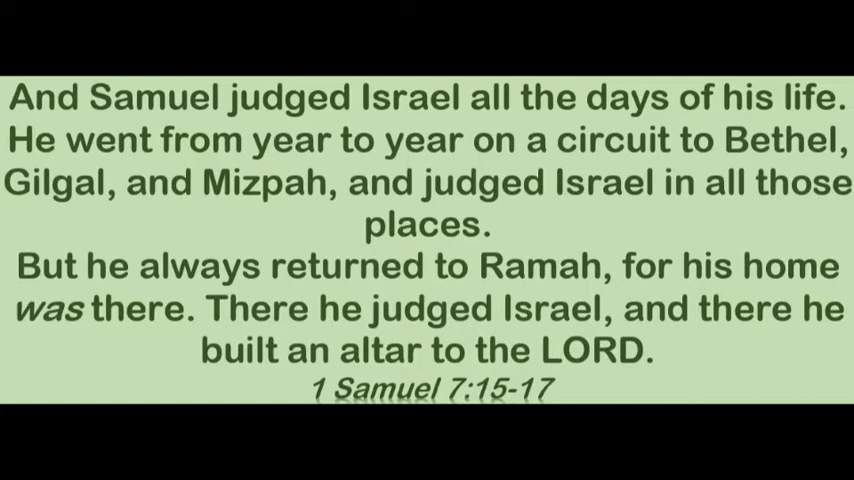 And Samuel judged Israel all the days of his life.
He went from year to year on a circuit to Bethel,
Gilgal, and Mizpah, and judged Israel in all those
places.
But he always returned to Ramah, for his home
was there. There he judged Israel, and there he
built an altar to the LORD.
1 Samuel 7:15-17